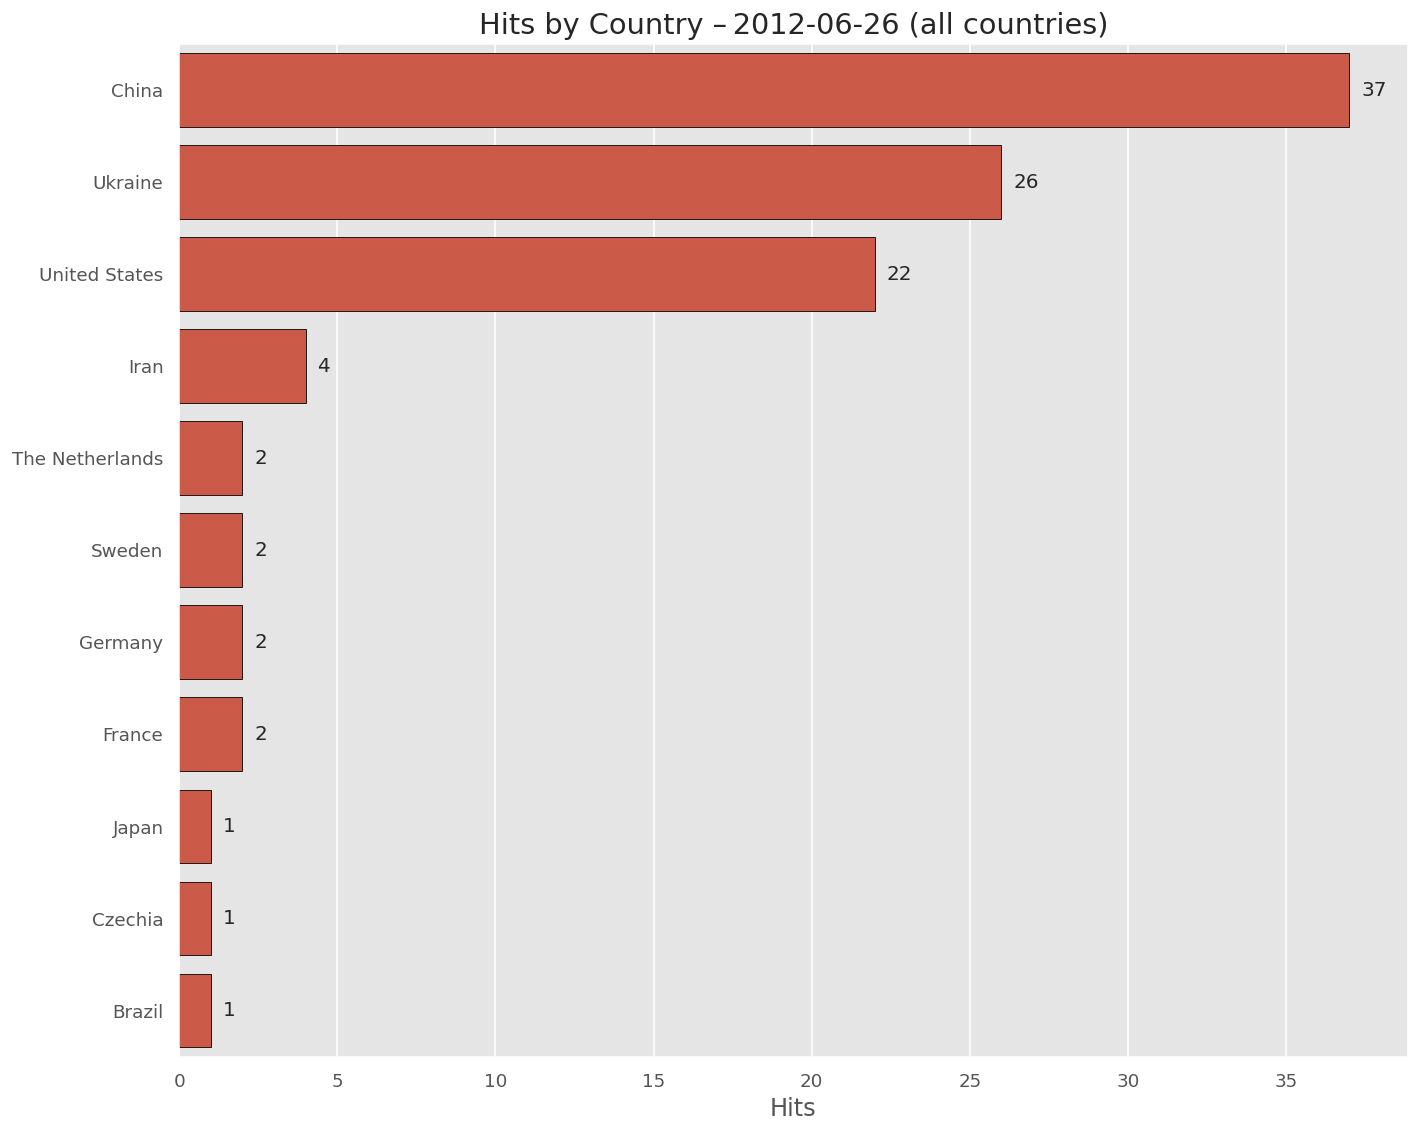 Hits by Country – 2012-06-26 (all countries)
China 37
Ukraine 26
United States 22
Iran 4
The Netherlands 2
Sweden 2
Germany 2
France 2
Japan 1
Czechia 1
Brazil 1
0 5 10 15 20 25 30 35
Hits